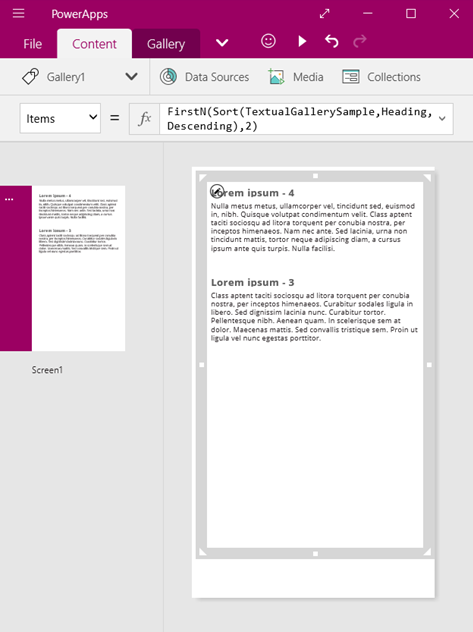 PowerApps
File
Content
Gallery
Gallery1
Data Sources
Media
Collections
Items
=
fx
FirstN(Sort(TextualGallerySample,Heading,
Descending),2)
Lorem ipsum - 4
Nulla metus metus, ullamcorper vel, tincidunt sed, euismod
in, nibh. Quisque volutpat condimentum velit. Class aptent
taciti sociosqu ad litora torquent per conubia nostra, per
inceptos himenaeos. Nam nec ante. Sed lacinia, urna non
tincidunt mattis, tortor neque adipiscing diam, a cursus
ipsum ante quis turpis. Nulla facilisi.
Lorem ipsum - 3
Class aptent taciti sociosqu ad litora torquent per conubia
nostra, per inceptos himenaeos. Curabitur sodales ligula in
libero. Sed dignissim lacinia nunc. Curabitur tortor.
Pellentesque nibh. Aenean quam. In scelerisque sem at
dolor. Maecenas mattis. Sed convallis tristique sem. Proin ut
ligula vel nunc egestas porttitor.
Lorem ipsum - 4
Lorem ipsum - 3
Screen1